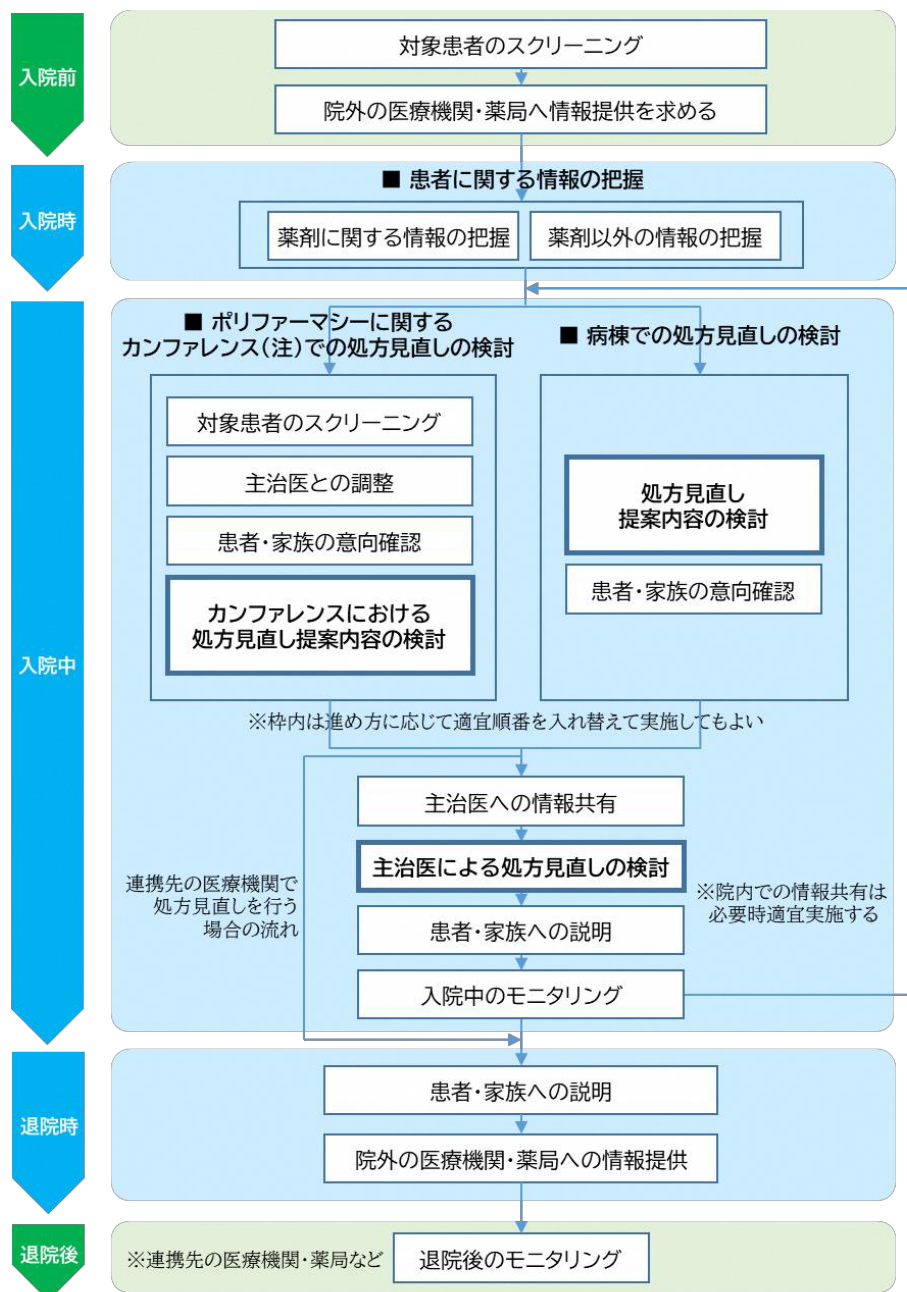 入院前
対象患者のスクリーニング
院外の医療機関・薬局へ情報提供を求める
入院時
■ 患者に関する情報の把握
薬剤に関する情報の把握
薬剤以外の情報の把握
入院中
■ ポリファーマシーに関する
カンファレンス(注)での処方見直しの検討
対象患者のスクリーニング
主治医との調整
患者・家族の意向確認
カンファレンスにおける
処方見直し提案内容の検討
■ 病棟での処方見直しの検討
処方見直し
提案内容の検討
患者・家族の意向確認
※枠内は進め方に応じて適宜順番を入れ替えて実施してもよい
主治医への情報共有
主治医による処方見直しの検討
患者・家族への説明
入院中のモニタリング
連携先の医療機関で
処方見直しを行う
場合の流れ
※院内での情報共有は
必要時適宜実施する
退院時
患者・家族への説明
院外の医療機関・薬局への情報提供
退院後
※連携先の医療機関・薬局など
退院後のモニタリング